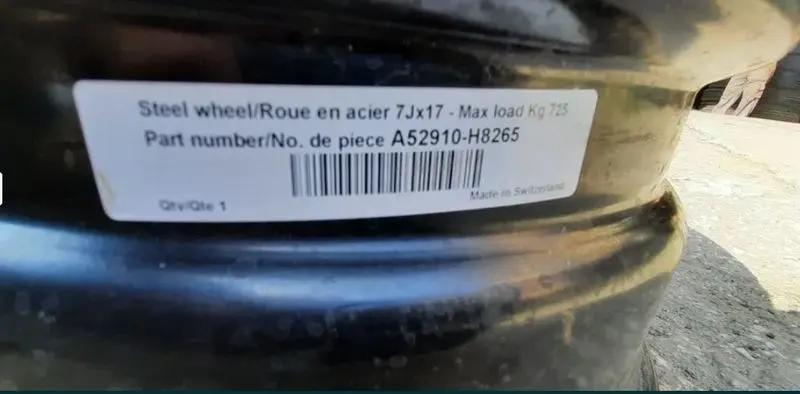 Steel wheel/Roue en acier 7Jx17 - Max load Kg 725
Part number/No. de piece A52910-H8265
Qty/Qte 1
Made in Switzerland